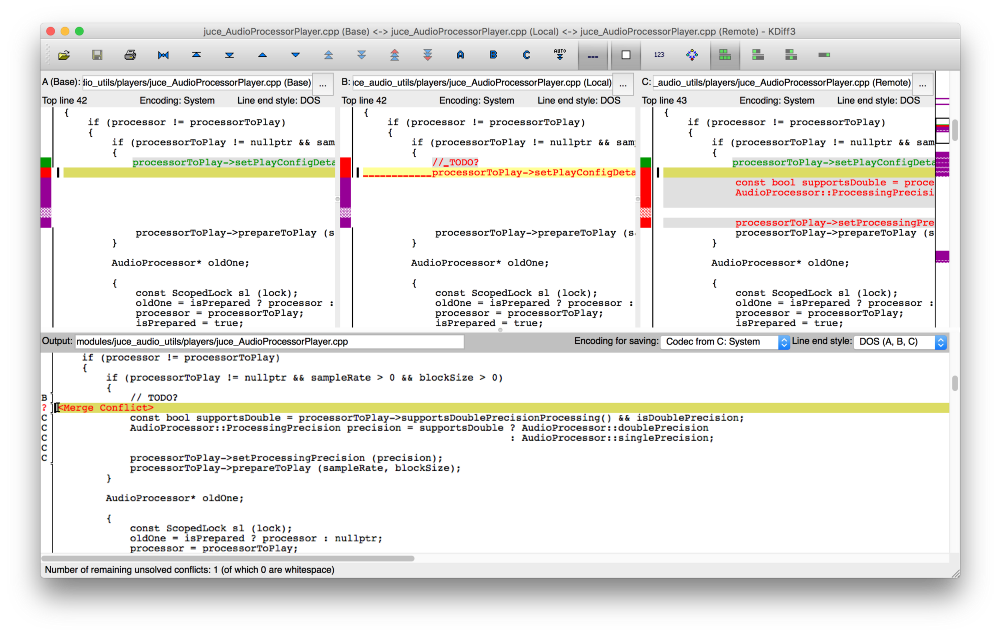 juce_AudioProcessorPlayer.cpp (Base) <-> juce_AudioProcessorPlayer.cpp (Local) <-> juce_AudioProcessorPlayer.cpp (Remote) - KDiff3
A B C AUTO 123
A (Base): dio_utils/players/juce_AudioProcessorPlayer.cpp (Base) ...
Top line 42 Encoding: System Line end style: DOS
{
if (processor != processorToPlay)
{
if (processorToPlay != nullptr && sam
{
processorToPlay->setPlayConfigDeta
processorToPlay->prepareToPlay (s
}
AudioProcessor* oldOne;
{
const ScopedLock sl (lock);
oldOne = isPrepared ? processor :
processor = processorToPlay;
isPrepared = true;
B: uce_audio_utils/players/juce_AudioProcessorPlayer.cpp (Local) ...
Top line 42 Encoding: System Line end style: DOS
{
if (processor != processorToPlay)
{
if (processorToPlay != nullptr && sam
{
// TODO?
processorToPlay->setPlayConfigDeta
processorToPlay->prepareToPlay (s
}
AudioProcessor* oldOne;
{
const ScopedLock sl (lock);
oldOne = isPrepared ? processor :
processor = processorToPlay;
isPrepared = true;
C: _audio_utils/players/juce_AudioProcessorPlayer.cpp (Remote) ...
Top line 43 Encoding: System Line end style: DOS
{
if (processor != processorToPlay)
{
if (processorToPlay != nullptr && sam
{
processorToPlay->setPlayConfigDeta
const bool supportsDouble = proce
AudioProcessor::ProcessingPrecisi
processorToPlay->setProcessingPre
processorToPlay->prepareToPlay (s
}
AudioProcessor* oldOne;
{
const ScopedLock sl (lock);
oldOne = isPrepared ? processor :
processor = processorToPlay;
isPrepared = true;
Output: modules/juce_audio_utils/players/juce_AudioProcessorPlayer.cpp Encoding for saving: Codec from C: System Line end style: DOS (A, B, C)
if (processor != processorToPlay)
{
if (processorToPlay != nullptr && sampleRate > 0 && blockSize > 0)
{
B // TODO?
? <Merge Conflict>
C const bool supportsDouble = processorToPlay->supportsDoublePrecisionProcessing() && isDoublePrecision;
C AudioProcessor::ProcessingPrecision precision = supportsDouble ? AudioProcessor::doublePrecision
C : AudioProcessor::singlePrecision;
C
C processorToPlay->setProcessingPrecision (precision);
processorToPlay->prepareToPlay (sampleRate, blockSize);
}
AudioProcessor* oldOne;
{
const ScopedLock sl (lock);
oldOne = isPrepared ? processor : nullptr;
processor = processorToPlay;
Number of remaining unsolved conflicts: 1 (of which 0 are whitespace)